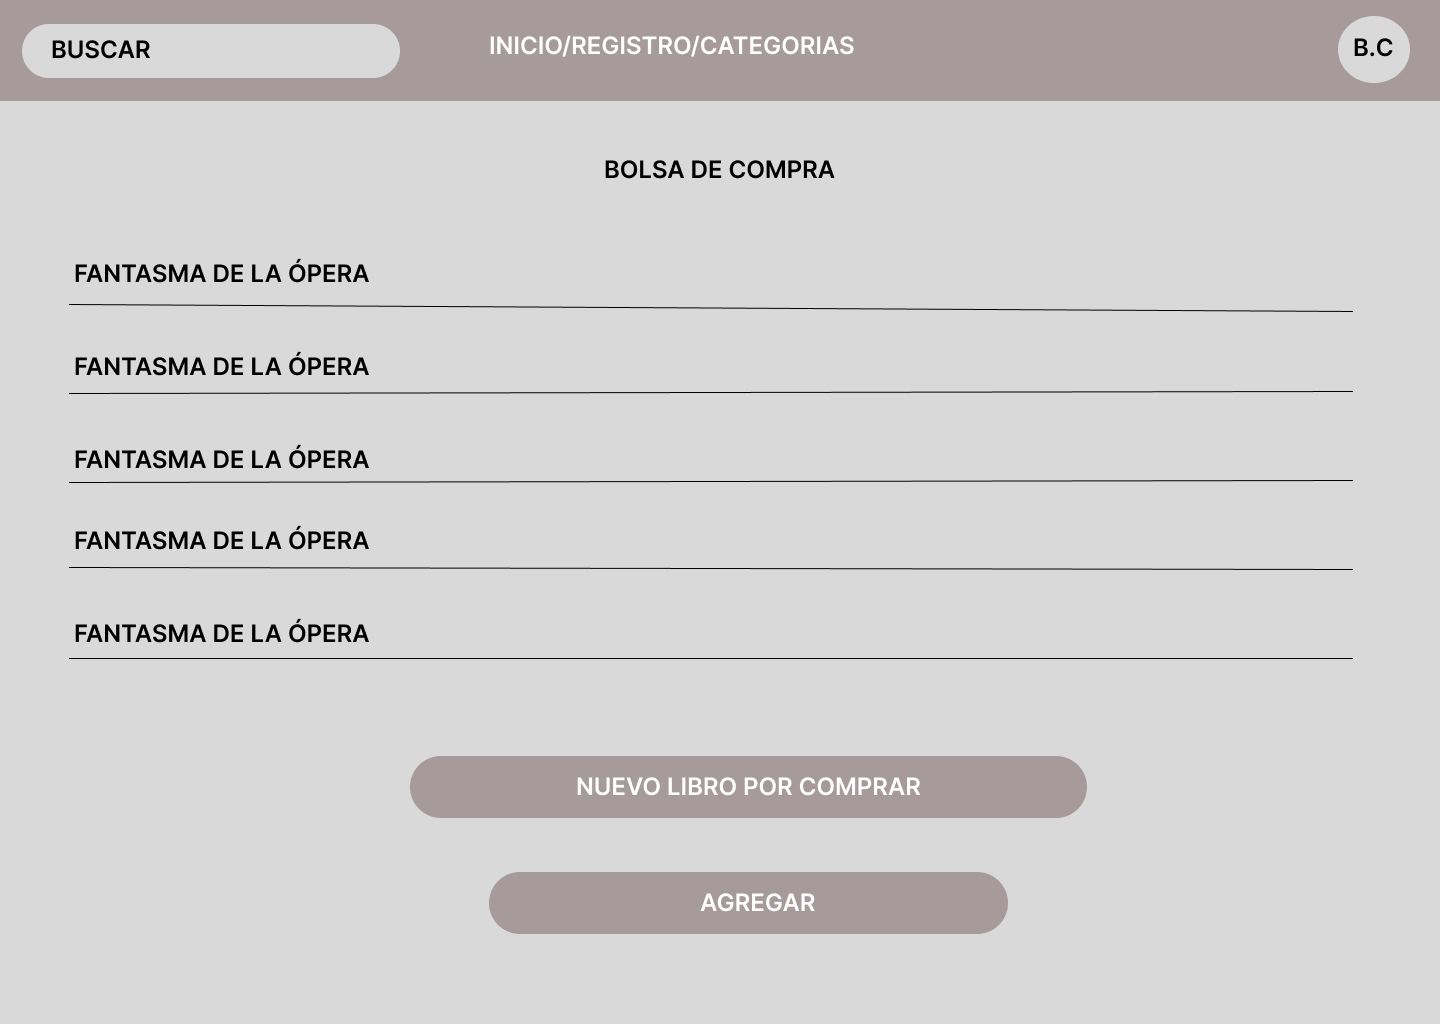 BUSCAR
INICIO/REGISTRO/CATEGORIAS
B.C
BOLSA DE COMPRA
FANTASMA DE LA ÓPERA
FANTASMA DE LA ÓPERA
FANTASMA DE LA ÓPERA
FANTASMA DE LA ÓPERA
FANTASMA DE LA ÓPERA
NUEVO LIBRO POR COMPRAR
AGREGAR